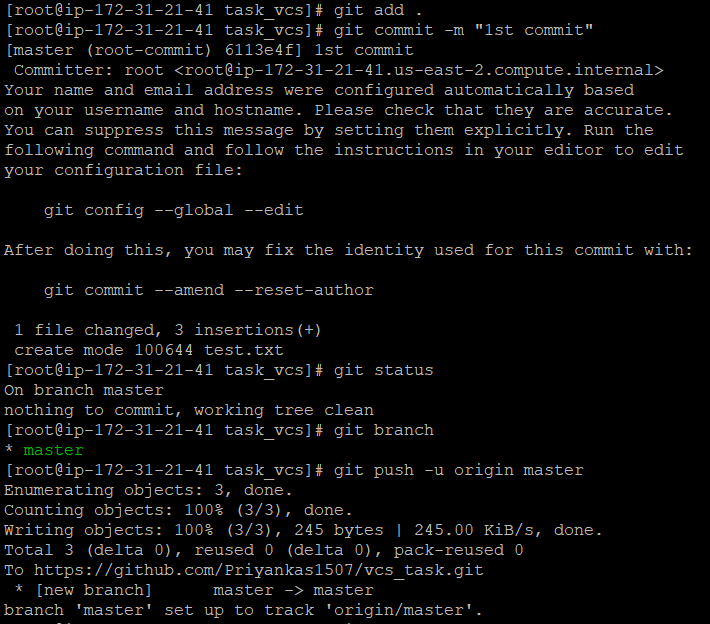 [root@ip-172-31-21-41 task_vcs]# git add .
[root@ip-172-31-21-41 task_vcs]# git commit -m "1st commit"
[master (root-commit) 6113e4f] 1st commit
 Committer: root <root@ip-172-31-21-41.us-east-2.compute.internal>
Your name and email address were configured automatically based
on your username and hostname. Please check that they are accurate.
You can suppress this message by setting them explicitly. Run the
following command and follow the instructions in your editor to edit
your configuration file:

    git config --global --edit

After doing this, you may fix the identity used for this commit with:

    git commit --amend --reset-author

 1 file changed, 3 insertions(+)
 create mode 100644 test.txt
[root@ip-172-31-21-41 task_vcs]# git status
On branch master
nothing to commit, working tree clean
[root@ip-172-31-21-41 task_vcs]# git branch
* master
[root@ip-172-31-21-41 task_vcs]# git push -u origin master
Enumerating objects: 3, done.
Counting objects: 100% (3/3), done.
Writing objects: 100% (3/3), 245 bytes | 245.00 KiB/s, done.
Total 3 (delta 0), reused 0 (delta 0), pack-reused 0
To https://github.com/Priyankas1507/vcs_task.git
 * [new branch]      master -> master
branch 'master' set up to track 'origin/master'.